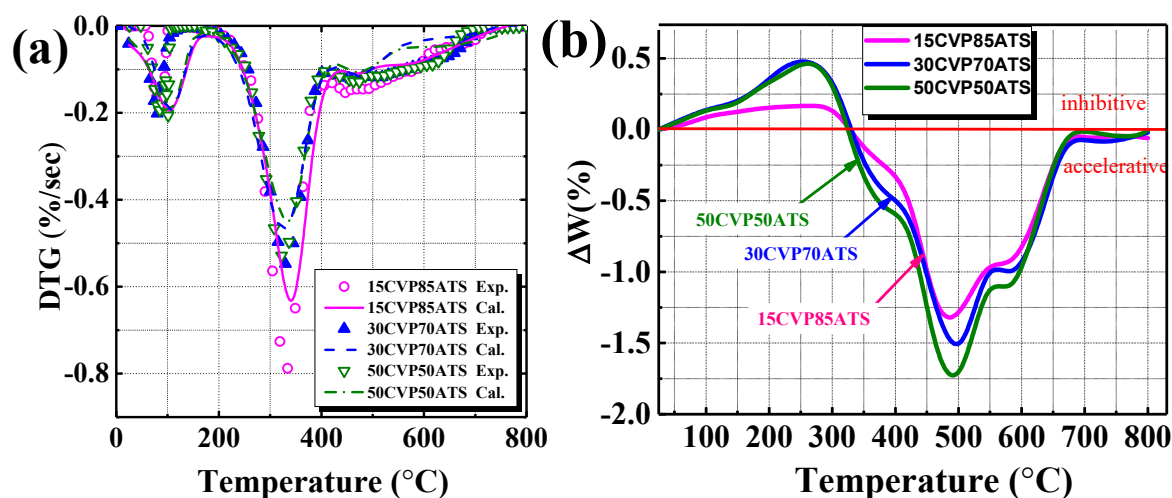 (a)
DTG (%/sec)
0.0
-0.2
-0.4
-0.6
-0.8
0
200
400
600
800
Temperature (°C)
15CVP85ATS Exp.
15CVP85ATS Cal.
30CVP70ATS Exp.
30CVP70ATS Cal.
50CVP50ATS Exp.
50CVP50ATS Cal.
(b)
ΔW(%)
0.5
0.0
-0.5
-1.0
-1.5
-2.0
100
200
300
400
500
600
700
800
Temperature (°C)
15CVP85ATS
30CVP70ATS
50CVP50ATS
inhibitive
accelerative
50CVP50ATS
30CVP70ATS
15CVP85ATS